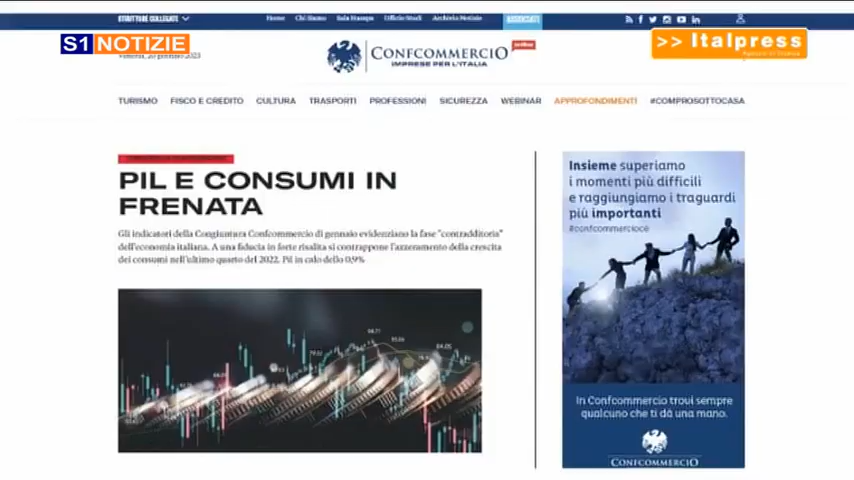 STRUTTURE COLLEGATE
Home Chi Siamo Sala Stampa Ufficio Studi Archivio Notizie
ASSOCIATI
S1 NOTIZIE
CONFCOMMERCIO
IMPRESE PER L'ITALIA
>> Italpress
TURISMO FISCO E CREDITO CULTURA TRASPORTI PROFESSIONI SICUREZZA WEBINAR APPROFONDIMENTI #COMPROSOTTOCASA
PIL E CONSUMI IN
FRENATA
Gli indicatori della Congiuntura Confcommercio di gennaio evidenziano la fase "contradditoria"
dell'economia italiana. A una fiducia in forte risalita si contrappone l'azzeramento della crescita
dei consumi nell'ultimo quarto del 2022. Pil in calo dello 0,9%
Insieme superiamo
i momenti più difficili
e raggiungiamo i traguardi
più importanti
#confcommerciocè
In Confcommercio trovi sempre
qualcuno che ti dà una mano.
CONFCOMMERCIO